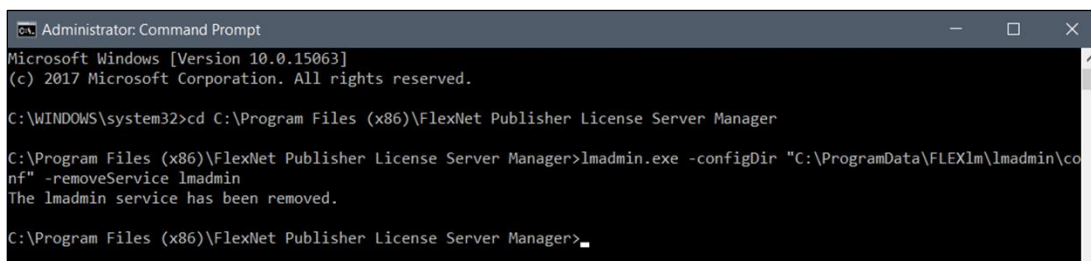 Administrator: Command Prompt
Microsoft Windows [Version 10.0.15063]
(c) 2017 Microsoft Corporation. All rights reserved.
C:\WINDOWS\system32>cd C:\Program Files (x86)\FlexNet Publisher License Server Manager
C:\Program Files (x86)\FlexNet Publisher License Server Manager>lmadmin.exe -configDir "C:\ProgramData\FLEXlm\lmadmin\co
nf" -removeService lmadmin
The lmadmin service has been removed.
C:\Program Files (x86)\FlexNet Publisher License Server Manager>